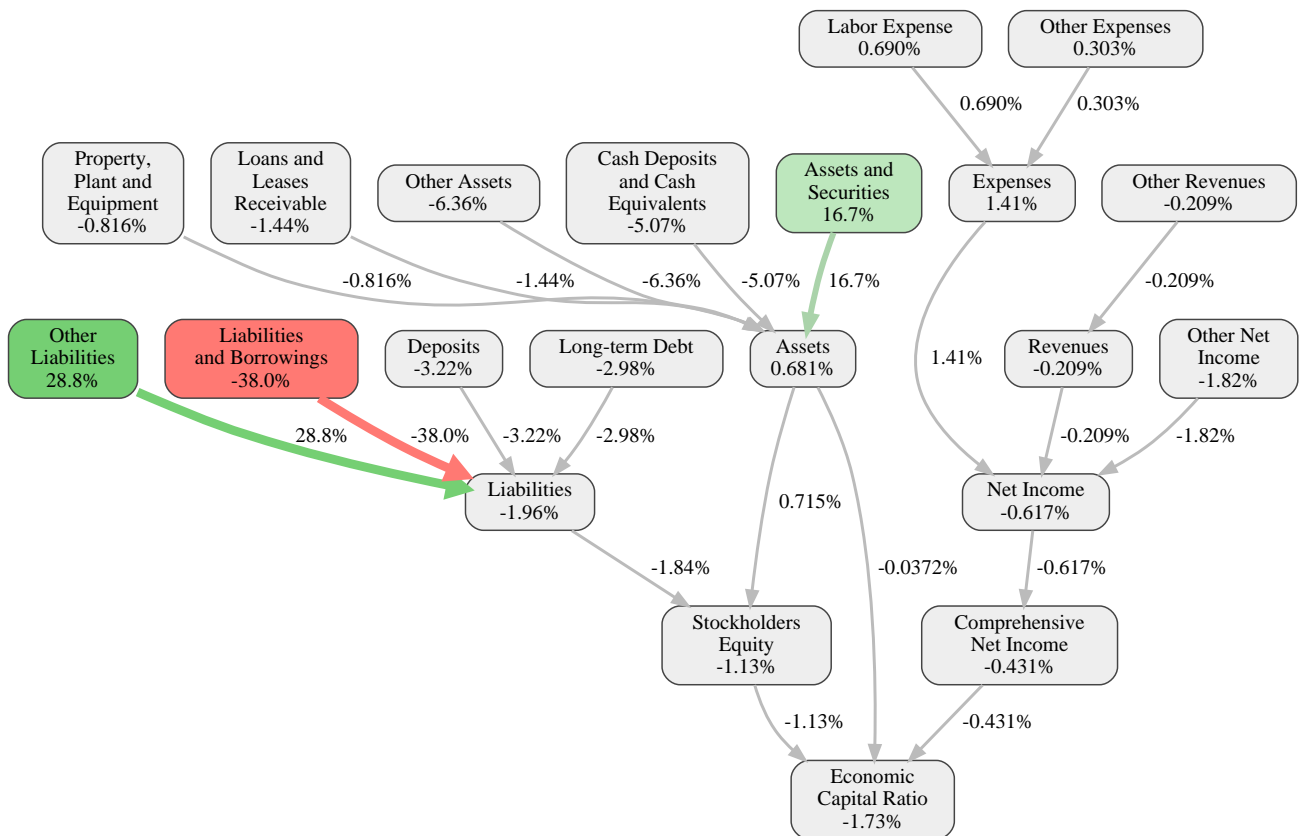 Labor Expense
0.690%
Other Expenses
0.303%
0.690%
0.303%
Property,
Plant and
Equipment
-0.816%
Loans and
Leases
Receivable
-1.44%
Other Assets
-6.36%
Cash Deposits
and Cash
Equivalents
-5.07%
Assets and
Securities
16.7%
Expenses
1.41%
Other Revenues
-0.209%
-0.816%
-1.44%
-6.36%
-5.07%
16.7%
-0.209%
Other
Liabilities
28.8%
Liabilities
and Borrowings
-38.0%
Deposits
-3.22%
Long-term Debt
-2.98%
Assets
0.681%
1.41%
Revenues
-0.209%
Other Net
Income
-1.82%
28.8%
-38.0%
-3.22%
-2.98%
-0.209%
-1.82%
Liabilities
-1.96%
0.715%
Net Income
-0.617%
-1.84%
-0.0372%
-0.617%
Stockholders
Equity
-1.13%
Comprehensive
Net Income
-0.431%
-1.13%
-0.431%
Economic
Capital Ratio
-1.73%